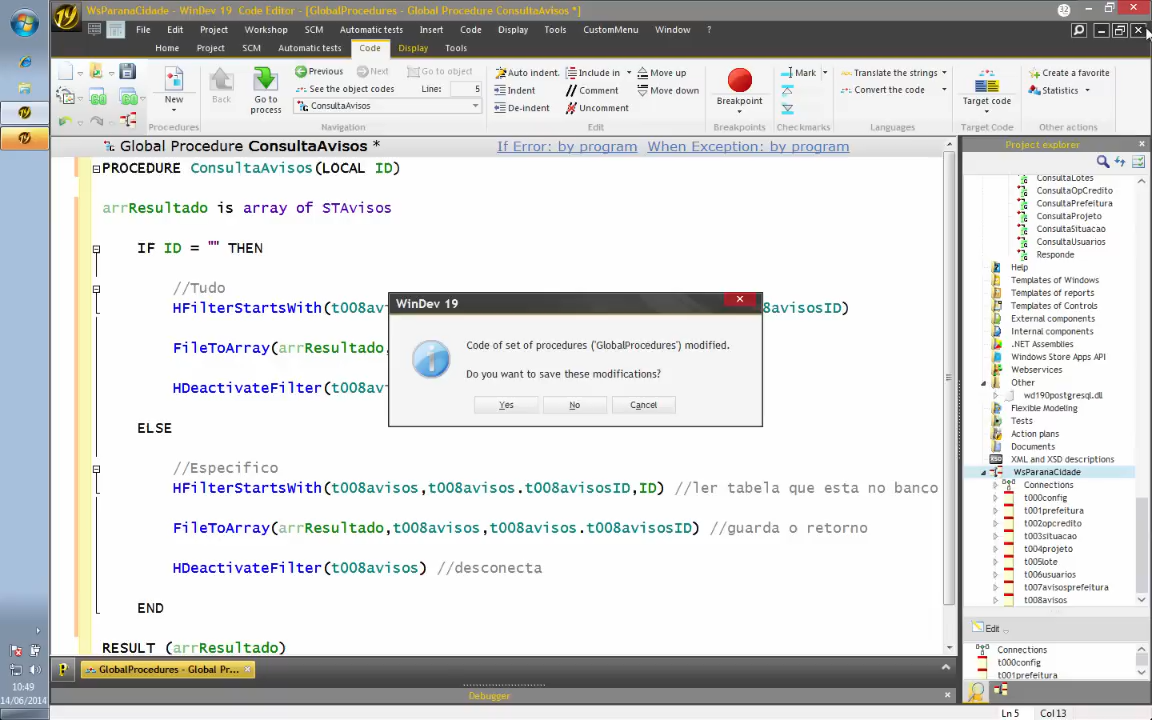 WsParanaCidade - WinDev 19  Code Editor - [GlobalProcedures - Global Procedure ConsultaAvisos *]
32
File Project Workshop SCM Automatic tests Insert Code Display Tools CustomMenu Window ?
Home Project SCM Automatic tests Code Display Tools
Previous Next Go to object
See the object codes Line: 5
New Back Go to process ConsultaAvisos
Auto indent. Include in Move up
Indent Comment Move down
Un-indent Uncomment
Breakpoint
Mark
Translate the strings
Convert the code
Target code
Create a favorite
Statistics
Procedures Navigation Edit Breakpoints Checkmarks Languages Target Code Other actions
Global Procedure ConsultaAvisos * If Error: by program When Exception: by program
PROCEDURE ConsultaAvisos(LOCAL ID)
arrResultado is array of STAvisos
IF ID = "" THEN
//Tudo
HFilterStartsWith(t008 8avisosID)
FileToArray(arrResultado,
HDeactivateFilter(t008
ELSE
//Especifico
HFilterStartsWith(t008avisos,t008avisos.t008avisosID,ID) //ler tabela que esta no banco
FileToArray(arrResultado,t008avisos,t008avisos.t008avisosID) //guarda o retorno
HDeactivateFilter(t008avisos) //desconecta
END
RESULT (arrResultado)
WinDev 19
Code of set of procedures ('GlobalProcedures') modified.
Do you want to save these modifications?
Yes No Cancel
Project explorer
ConsultaLotes
ConsultaOpCredito
ConsultaPrefeitura
ConsultaProjeto
ConsultaSituacao
ConsultaUsuarios
Responde
Help
Templates of Windows
Templates of reports
Templates of Controls
External components
Internal components
.NET Assemblies
Windows Store Apps API
Webservices
Other
wd190postgresql.dl
Flexible Modeling
Tests
Action plans
Documents
XML and XSD descriptions
WsParanaCidade
Connections
t000config
t001prefeitura
t002opcredito
t003situacao
t004projeto
t005lote
t006usuarios
t007avisosprefeitura
t008avisos
Edit
Connections
t000config
t001prefeitura
GlobalProcedures - Global Pr...
Debugger
Ln 5 Col 13
10:49
14/06/2014